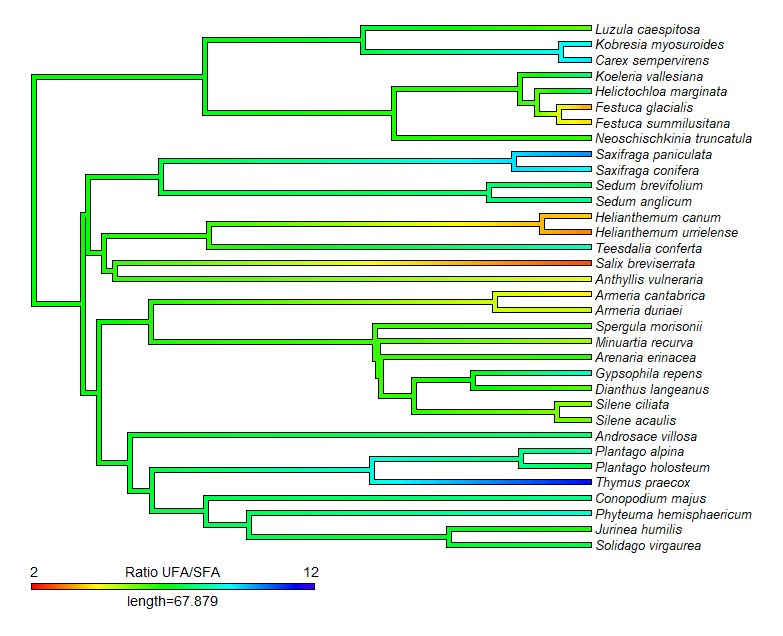 Luzula caespitosa
Kobresia myosuroides
Carex sempervirens
Koeleria vallesiana
Helictochloa marginata
Festuca glacialis
Festuca summilusitana
Neoschischkinia truncatula
Saxifraga paniculata
Saxifraga conifera
Sedum brevifolium
Sedum anglicum
Helianthemum canum
Helianthemum urrielense
Teesdalia conferta
Salix breviserrata
Anthyllis vulneraria
Armeria cantabrica
Armeria duriaei
Spergula morisonii
Minuartia recurva
Arenaria erinacea
Gypsophila repens
Dianthus langeanus
Silene ciliata
Silene acaulis
Androsace villosa
Plantago alpina
Plantago holosteum
Thymus praecox
Conopodium majus
Phyteuma hemisphaericum
Jurinea humilis
Solidago virgaurea
2 Ratio UFA/SFA 12
length=67.879